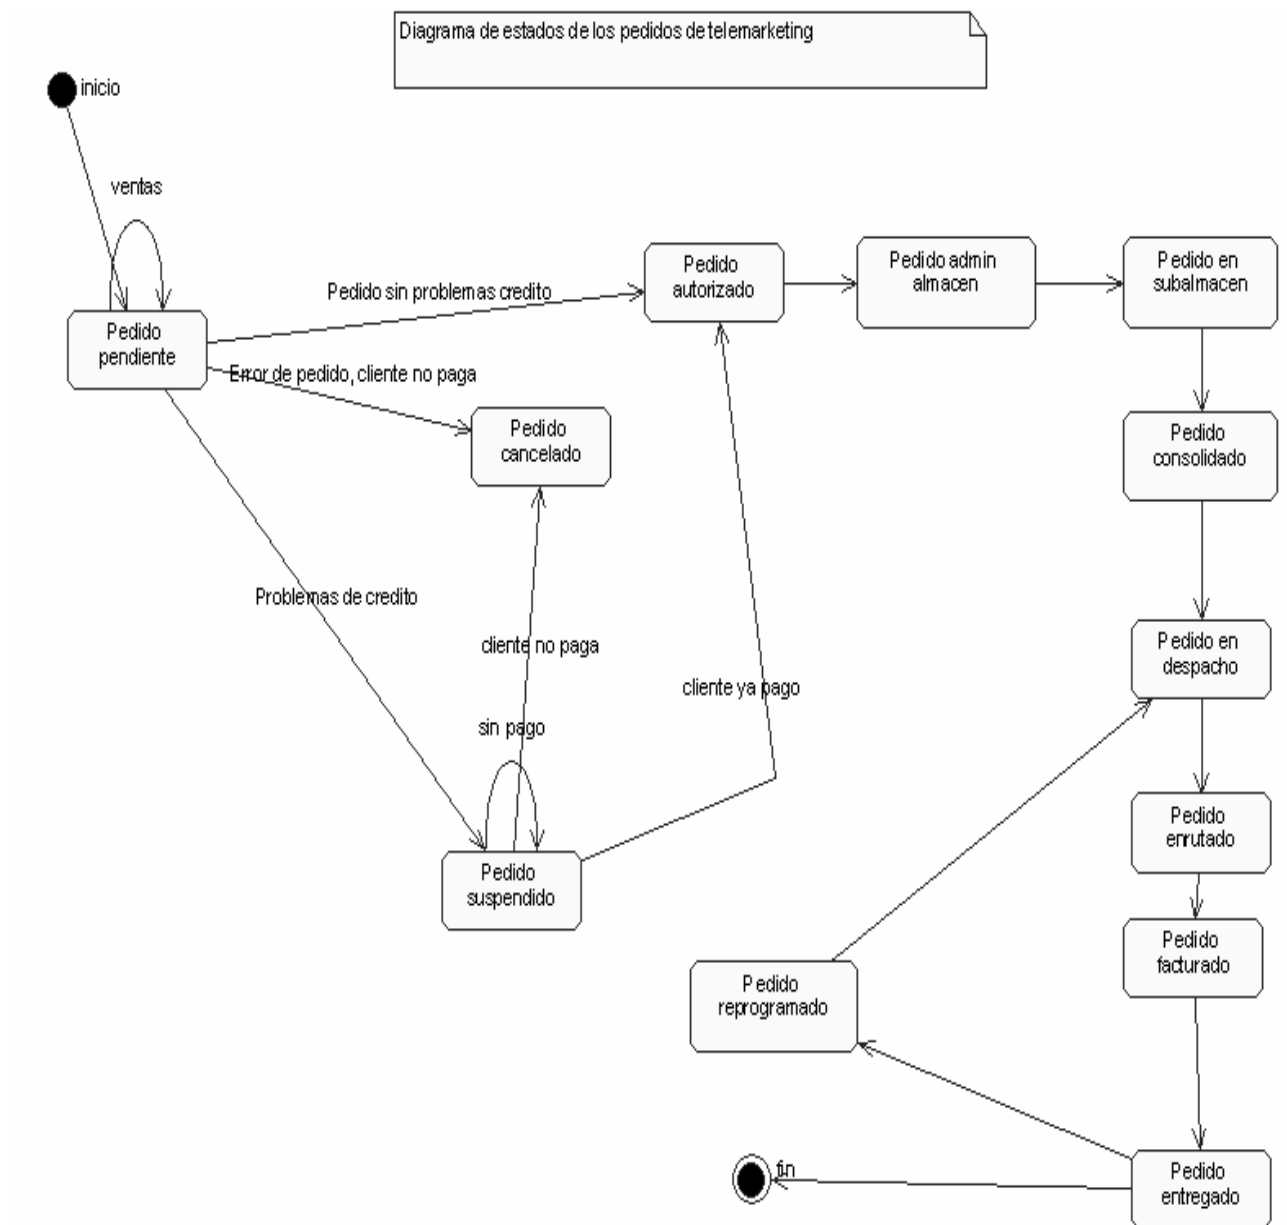 Diagrama de estados de los pedidos de telemarketing
inicio
ventas
Pedido
pendiente
Pedido sin problemas credito
Pedido
autorizado
Pedido admin
almacen
Pedido en
subalmacen
Error de pedido, cliente no paga
Pedido
cancelado
Pedido
consolidado
Problemas de credito
cliente no paga
cliente ya pago
sin pago
Pedido en
despacho
Pedido
enrutado
Pedido
suspendido
Pedido
facturado
Pedido
reprogramado
fin
Pedido
entregado